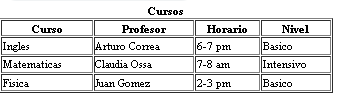 Cursos
Curso Profesor Horario Nivel
Ingles Arturo Correa 6-7 pm Basico
Matematicas Claudia Ossa 7-8 am Intensivo
Fisica Juan Gomez 2-3 pm Basico